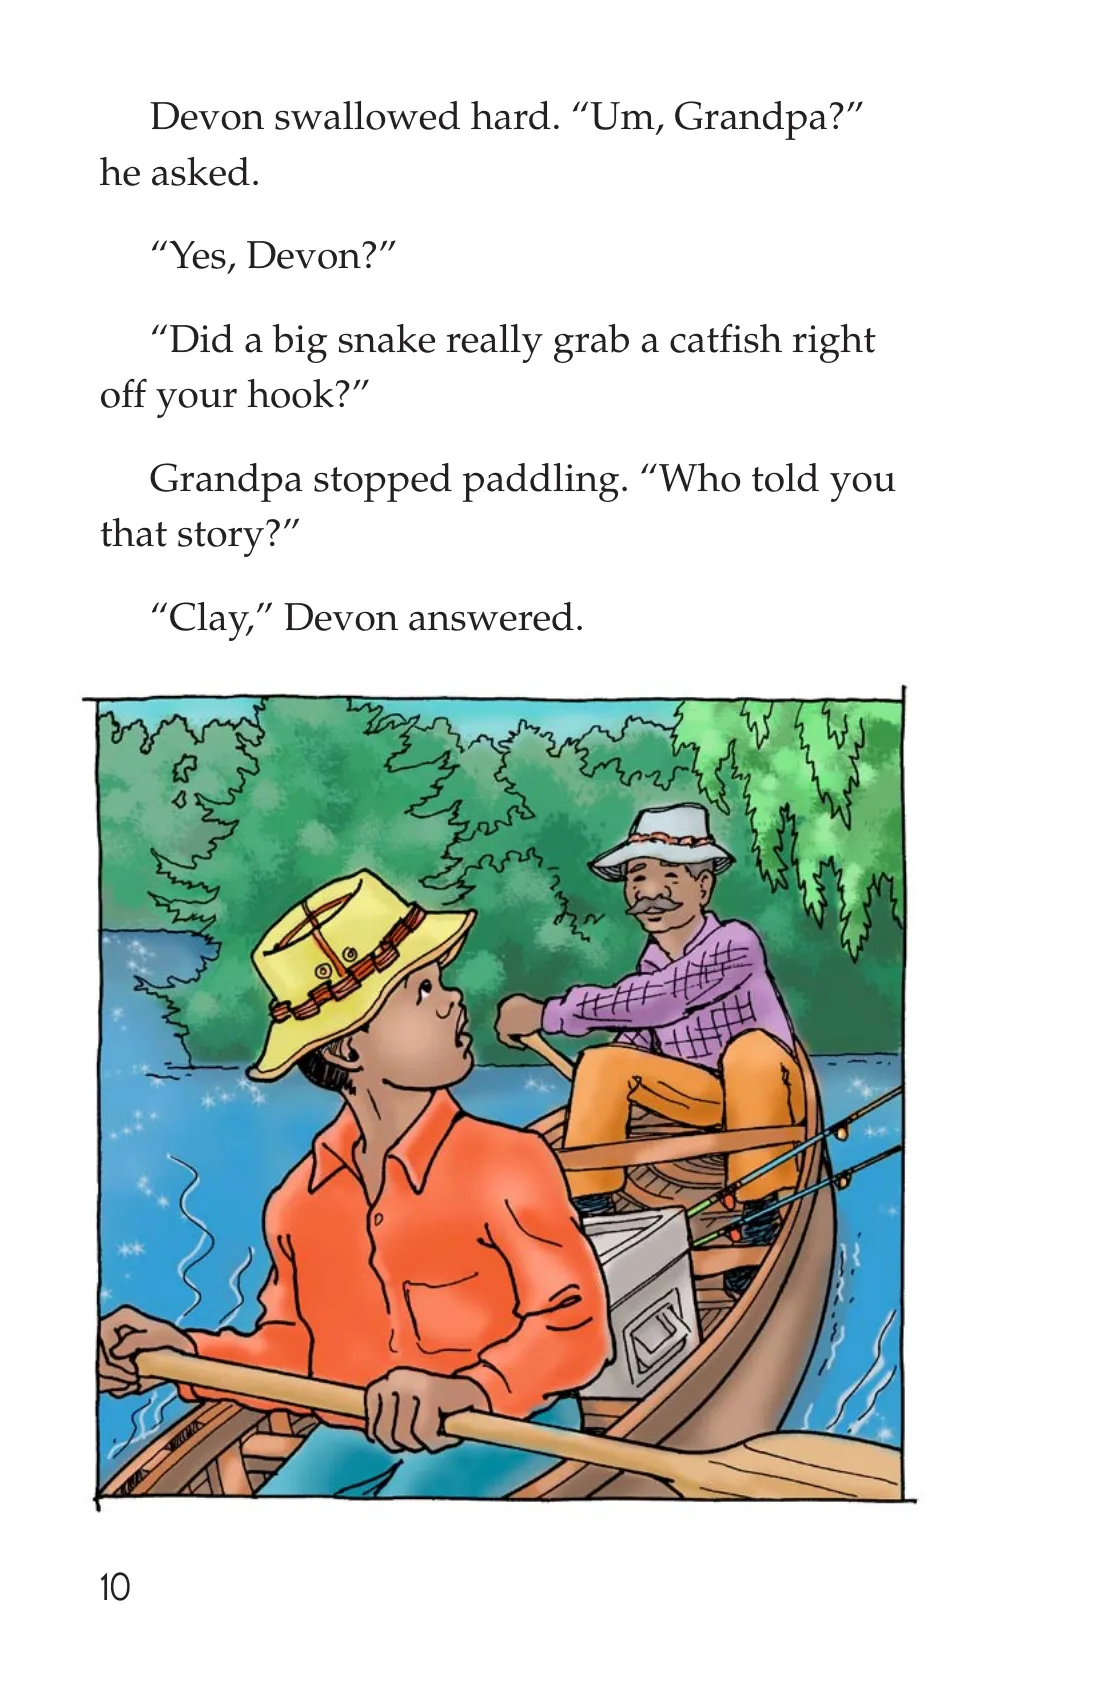 Devon swallowed hard. “Um, Grandpa?”
he asked.
“Yes, Devon?”
“Did a big snake really grab a catfish right
off your hook?”
Grandpa stopped paddling. “Who told you
that story?”
“Clay,” Devon answered.
10